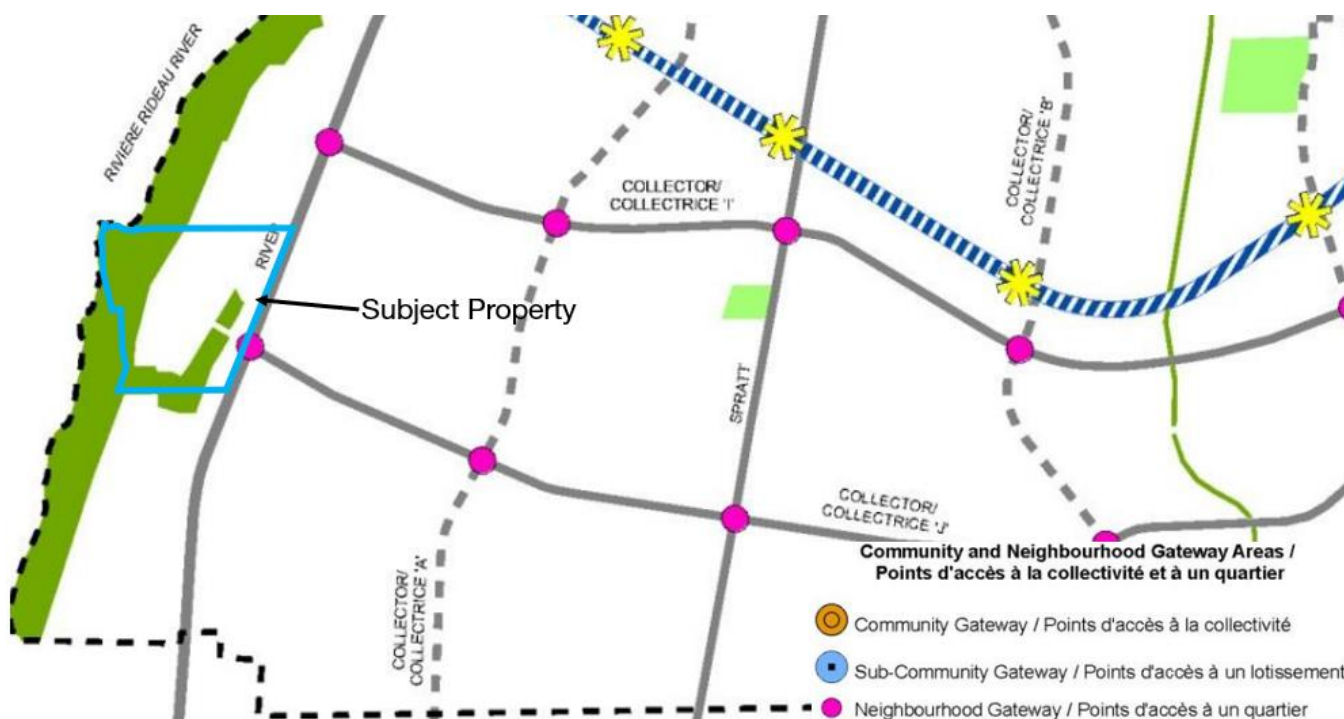 RIVIÈRE RIDEAU RIVER
COLLECTOR/
COLLECTRICE 'B'
COLLECTOR/
COLLECTRICE 'I'
RIVER
Subject Property
SPRATT
COLLECTOR/
COLLECTRICE 'J'
COLLECTOR/
COLLECTRICE 'A'
Community and Neighbourhood Gateway Areas /
Points d'accès à la collectivité et à un quartier
Community Gateway / Points d'accès à la collectivité
Sub-Community Gateway / Points d'accès à un lotissement
Neighbourhood Gateway / Points d'accès à un quartier